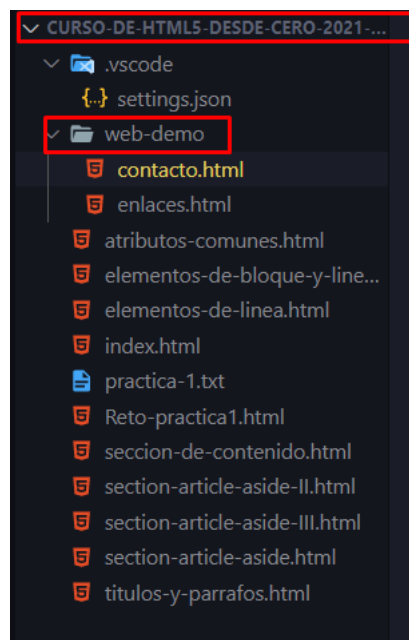 CURSO-DE-HTML5-DESDE-CERO-2021-...
.vscode
{..} settings.json
web-demo
contacto.html
enlaces.html
atributos-comunes.html
elementos-de-bloque-y-line...
elementos-de-linea.html
index.html
practica-1.txt
Reto-practica1.html
seccion-de-contenido.html
section-article-aside-II.html
section-article-aside-III.html
section-article-aside.html
titulos-y-parrafos.html